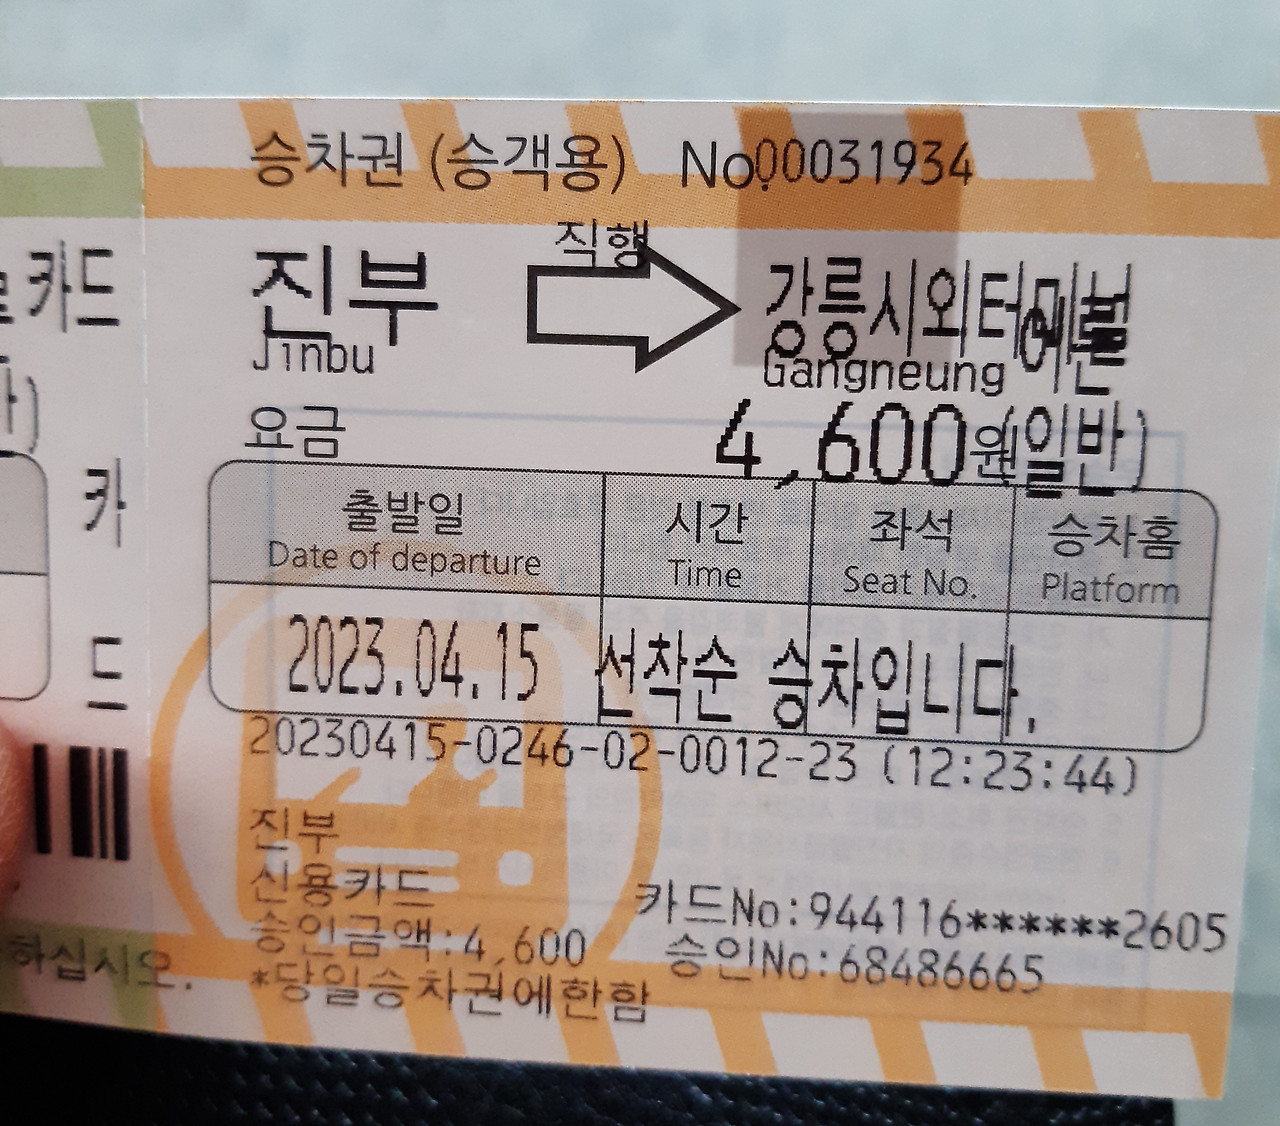 승차권 (승객용) No.00031934
직행
진부 강릉시외터미널
Jinbu Gangneung
요금 4,600원(일반)
출발일 시간 좌석 승차홈
Date of departure Time Seat No. Platform
2023.04.15 선착순 승차입니다.
20230415-0246-02-0012-23 (12:23:44)
진부
신용카드 카드No:944116******2605
승인금액:4,600 승인No:68486665
*당일승차권에한함
카드
카
드
하십시오.